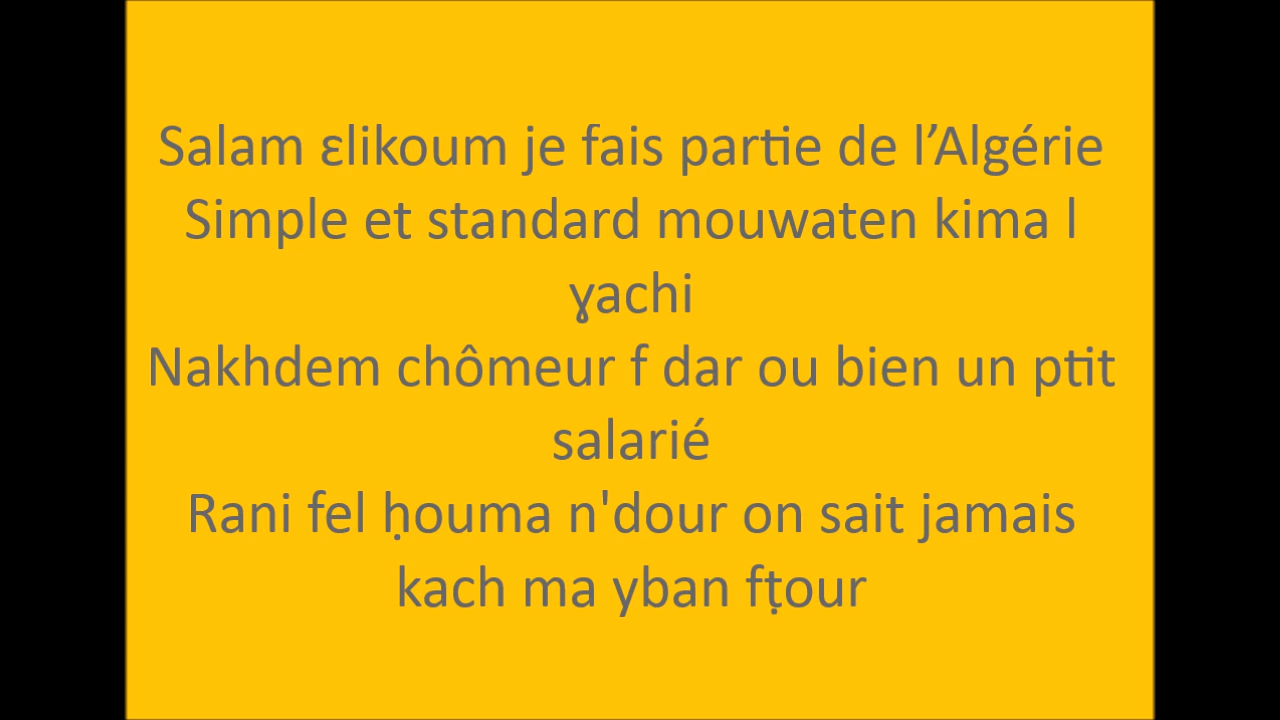 Salam ɛlikoum je fais partie de l’Algérie
Simple et standard mouwaten kima l
ɣachi
Nakhdem chômeur f dar ou bien un ptit
salarié
Rani fel ḥouma n'dour on sait jamais
kach ma yban fṭour